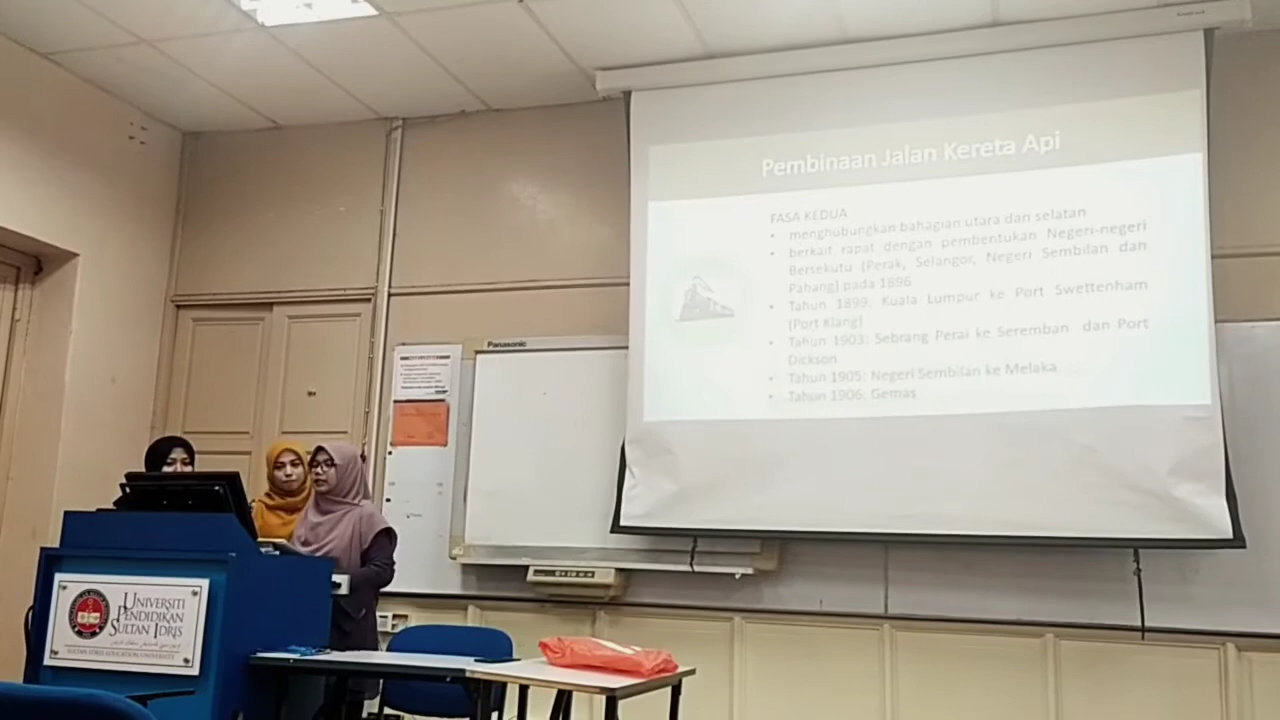 Pembinaan Jalan Kereta Api
FASA KEDUA
• menghubungkan bahagian utara dan selatan
• berkait rapat dengan pembentukan Negeri-negeri
Bersekutu (Perak, Selangor, Negeri Sembilan dan
Pahang) pada 1896
• Tahun 1899: Kuala Lumpur ke Port Swettenham
(Port Klang)
• Tahun 1903: Sebrang Perai ke Seremban dan Port
Dickson
• Tahun 1905: Negeri Sembilan ke Melaka
• Tahun 1906: Gemas
Panasonic
UNIVERSITI
PENDIDIKAN
SULTAN IDRIS
SULTAN IDRIS EDUCATION UNIVERSITY